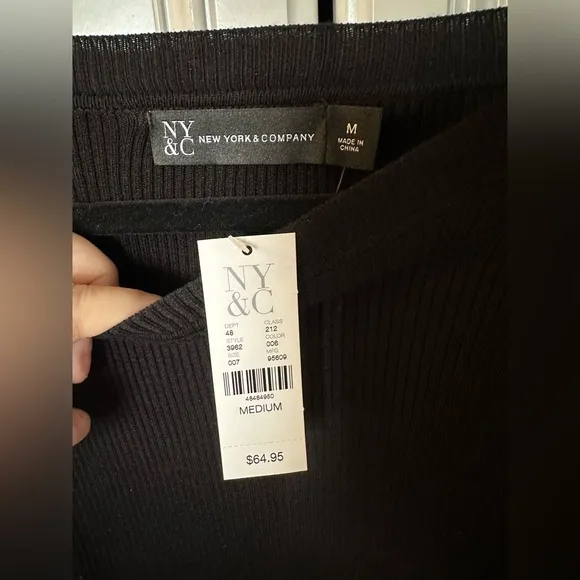 NY
&C
NEW YORK & COMPANY
M
MADE IN
CHINA
NY
&C
DEPT CLASS
48 212
STYLE COLOR
3962 006
SIZE MFG
007 95609
48484950
MEDIUM
$64.95